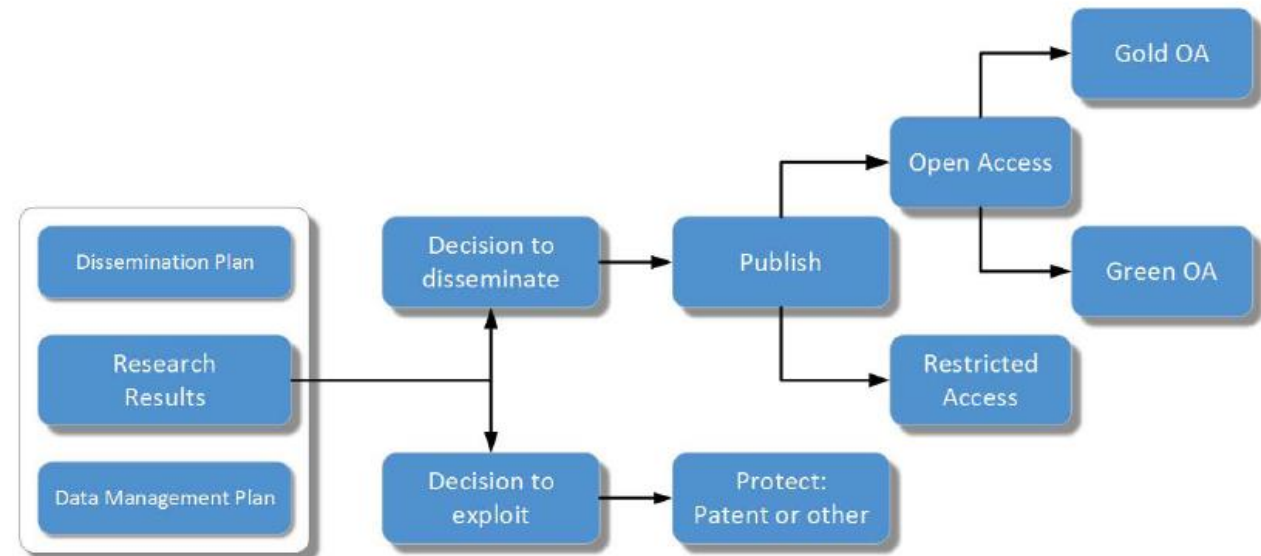 Dissemination Plan
Research
Results
Data Management Plan
Decision to
disseminate
Decision to
exploit
Publish
Protect:
Patent or other
Open Access
Restricted
Access
Gold OA
Green OA